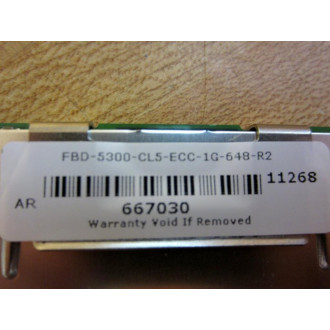 FBD-5300-CL5-ECC-1G-648-R2
11268
AR
667030
Warranty Void If Removed